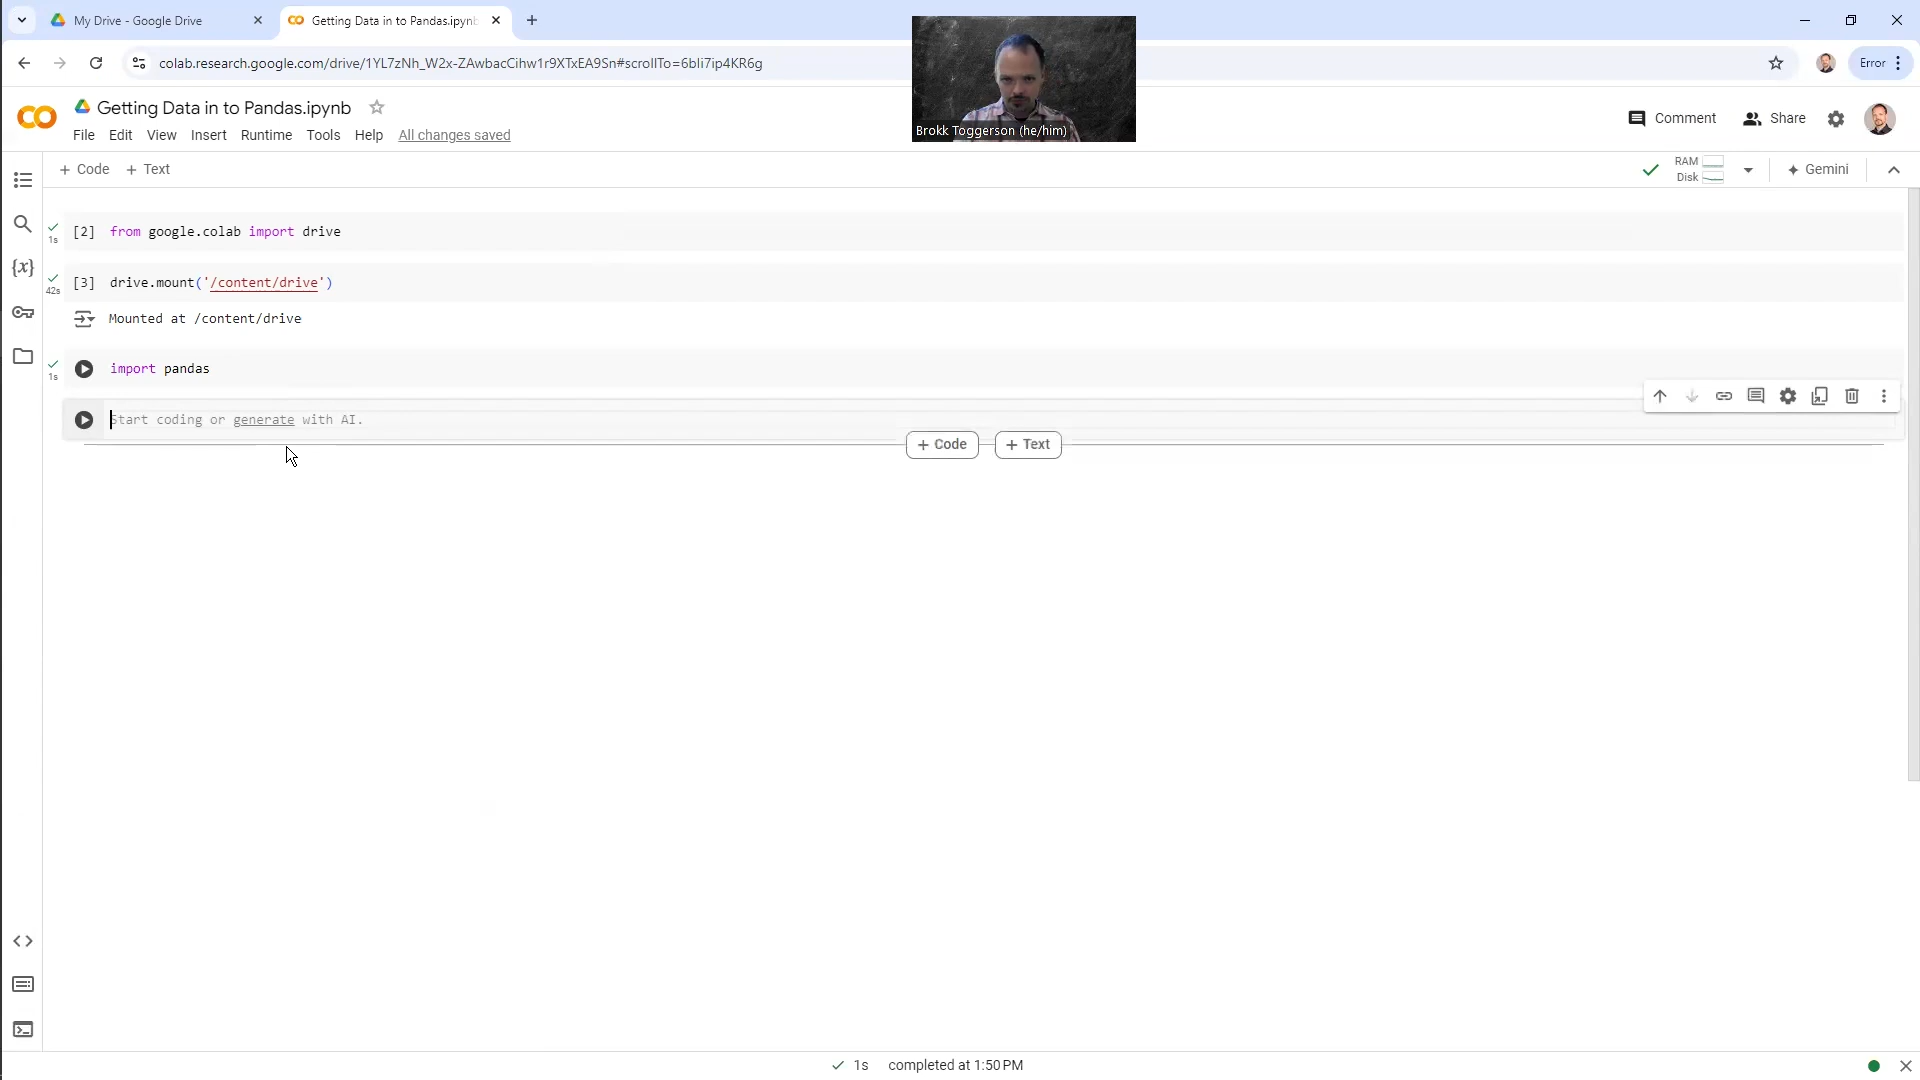 My Drive - Google Drive
Getting Data in to Pandas.ipynb
colab.research.google.com/drive/1YL7zNh_W2x-ZAwbacCihw1r9XTxEA9Sn#scrollTo=6bIi7ip4KR6g
Error
Brokk Toggerson (he/him)
Getting Data in to Pandas.ipynb
File Edit View Insert Runtime Tools Help All changes saved
Comment Share
+ Code + Text
RAM
Disk
Gemini
1s
[2] from google.colab import drive
42s
[3] drive.mount('/content/drive')
Mounted at /content/drive
1s
import pandas
Start coding or generate with AI.
+ Code + Text
{x}
1s completed at 1:50 PM